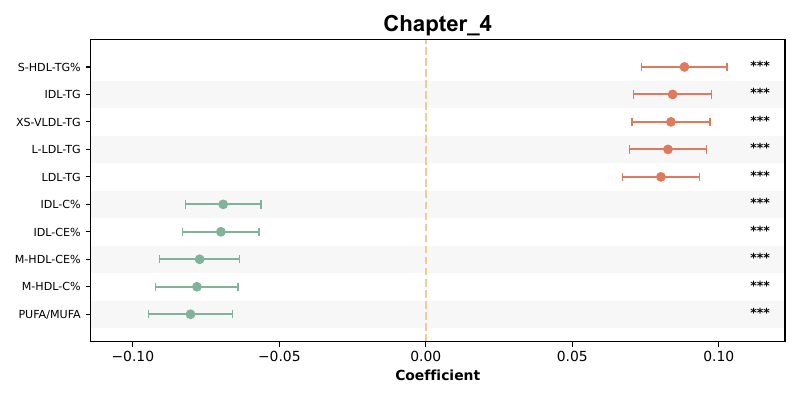 Chapter_4
S-HDL-TG% ***
IDL-TG ***
XS-VLDL-TG ***
L-LDL-TG ***
LDL-TG ***
IDL-C% ***
IDL-CE% ***
M-HDL-CE% ***
M-HDL-C% ***
PUFA/MUFA ***
−0.10 −0.05 0.00 0.05 0.10
Coefficient